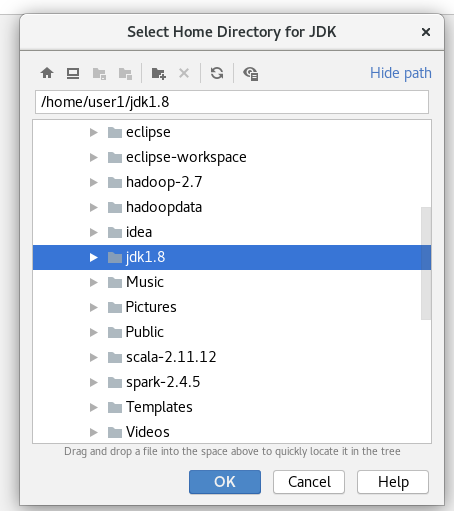 Select Home Directory for JDK
Hide path
/home/user1/jdk1.8
eclipse
eclipse-workspace
hadoop-2.7
hadoopdata
idea
jdk1.8
Music
Pictures
Public
scala-2.11.12
spark-2.4.5
Templates
Videos
Drag and drop a file into the space above to quickly locate it in the tree
OK Cancel Help